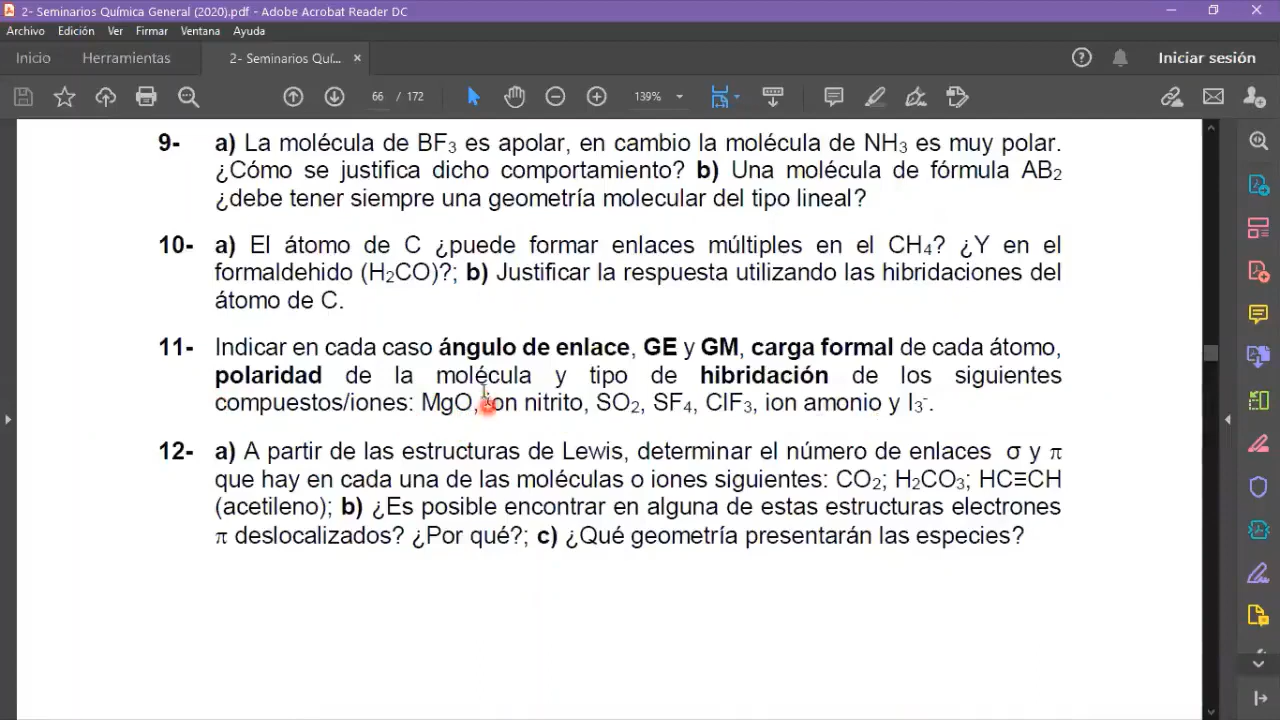 2- Seminarios Química General (2020).pdf - Adobe Acrobat Reader DC
Archivo Edición Ver Firmar Ventana Ayuda
Inicio Herramientas 2- Seminarios Quí... × Iniciar sesión
66 / 172 139%
9- a) La molécula de BF₃ es apolar, en cambio la molécula de NH₃ es muy polar.
¿Cómo se justifica dicho comportamiento? b) Una molécula de fórmula AB₂
¿debe tener siempre una geometría molecular del tipo lineal?
10- a) El átomo de C ¿puede formar enlaces múltiples en el CH₄? ¿Y en el
formaldehido (H₂CO)?; b) Justificar la respuesta utilizando las hibridaciones del
átomo de C.
11- Indicar en cada caso ángulo de enlace, GE y GM, carga formal de cada átomo,
polaridad de la molécula y tipo de hibridación de los siguientes
compuestos/iones: MgO, ion nitrito, SO₂, SF₄, ClF₃, ion amonio y I₃⁻.
12- a) A partir de las estructuras de Lewis, determinar el número de enlaces σ y π
que hay en cada una de las moléculas o iones siguientes: CO₂; H₂CO₃; HC≡CH
(acetileno); b) ¿Es posible encontrar en alguna de estas estructuras electrones
π deslocalizados? ¿Por qué?; c) ¿Qué geometría presentarán las especies?